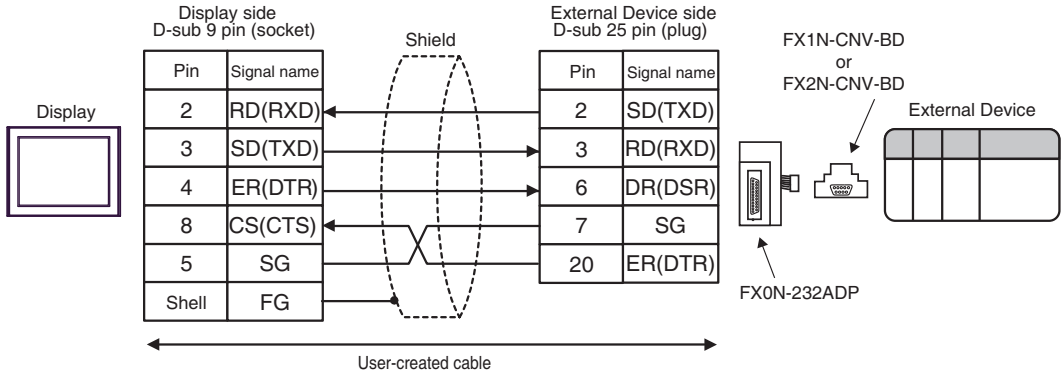 Display side
D-sub 9 pin (socket)
External Device side
D-sub 25 pin (plug)
Shield
FX1N-CNV-BD
or
FX2N-CNV-BD
Display
External Device
Pin Signal name
2 RD(RXD)
3 SD(TXD)
4 ER(DTR)
8 CS(CTS)
5 SG
Shell FG
Pin Signal name
2 SD(TXD)
3 RD(RXD)
6 DR(DSR)
7 SG
20 ER(DTR)
FX0N-232ADP
User-created cable